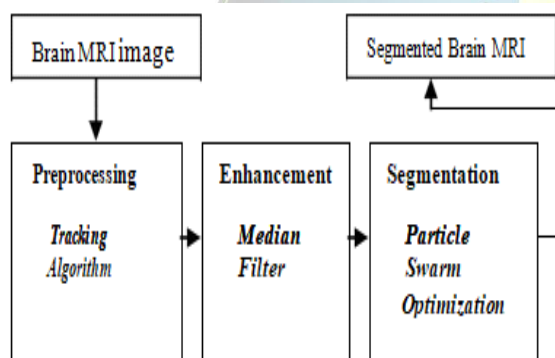 Brain MRI image
Segmented Brain MRI
Preprocessing
Tracking
Algorithm
Enhancement
Median
Filter
Segmentation
Particle
Swarm
Optimization